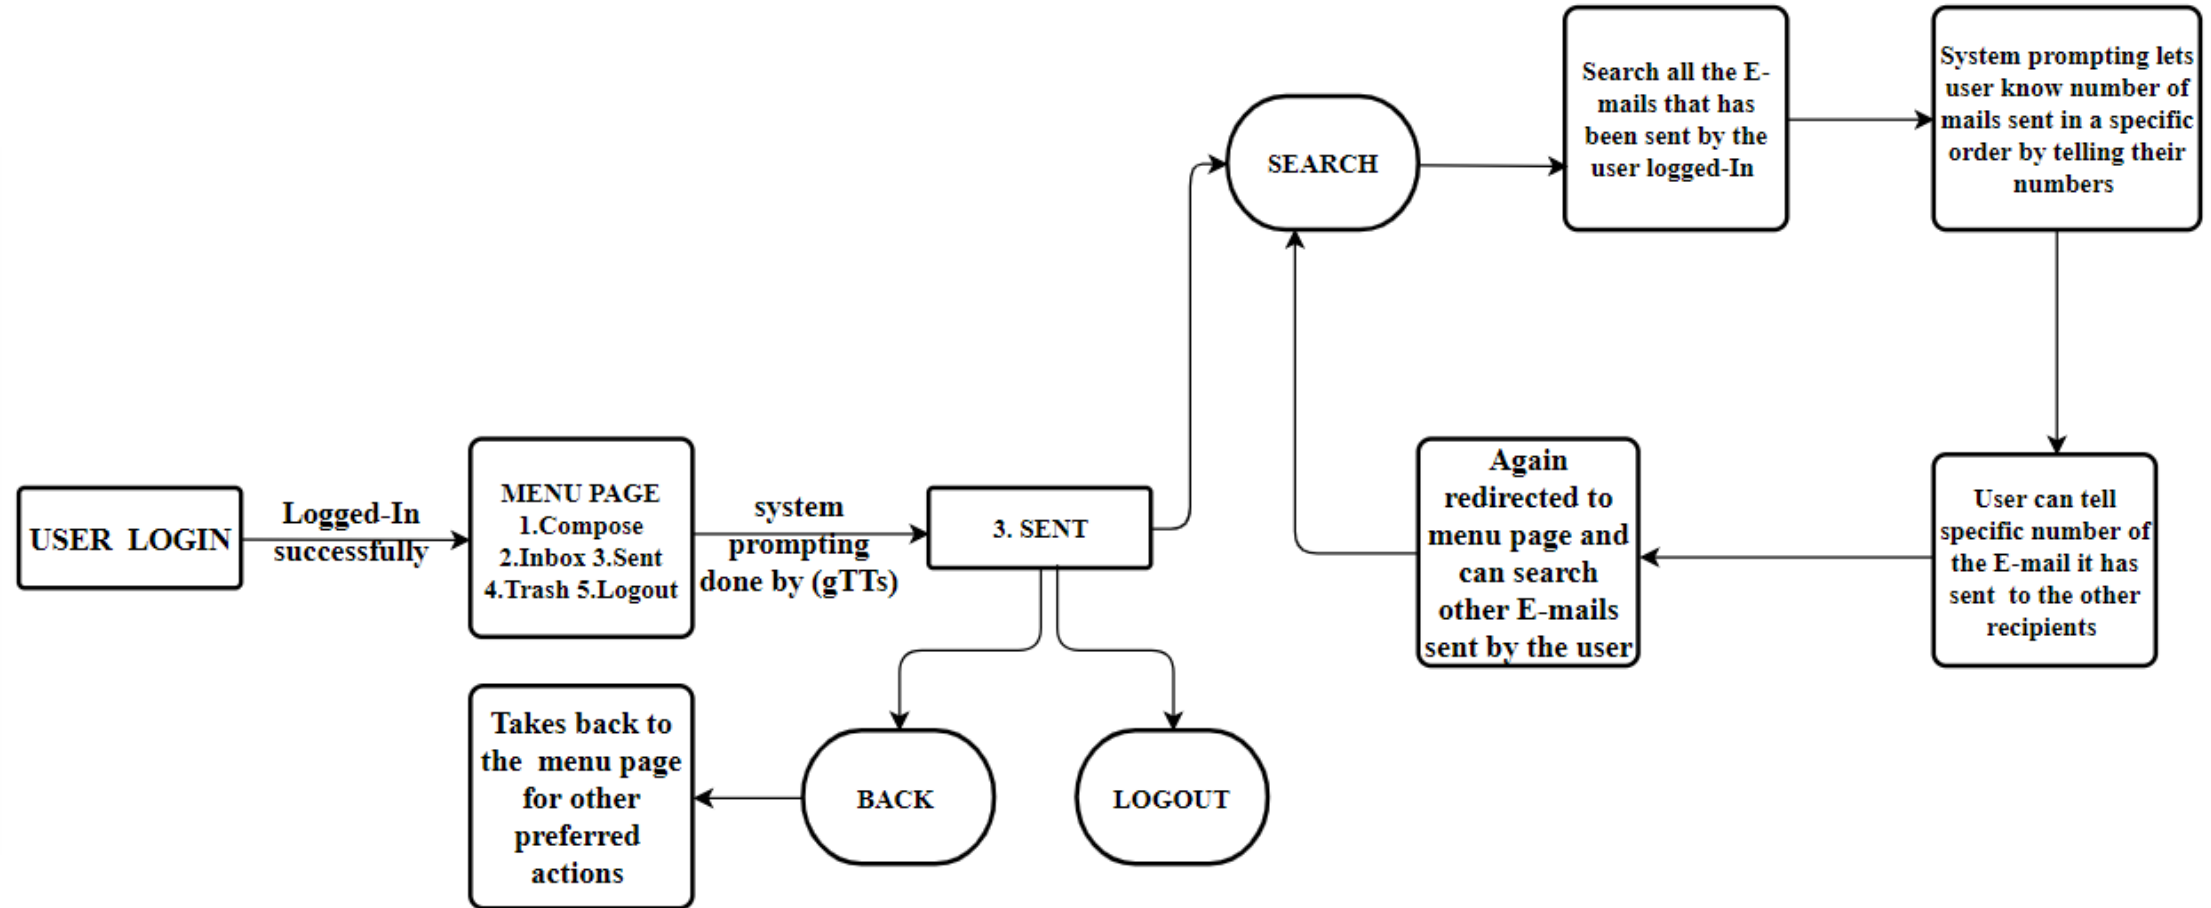 USER LOGIN
Logged-In
successfully
MENU PAGE
1.Compose
2.Inbox 3.Sent
4.Trash 5.Logout
system
prompting
done by (gTTs)
3. SENT
SEARCH
Search all the E-
mails that has
been sent by the
user logged-In
System prompting lets
user know number of
mails sent in a specific
order by telling their
numbers
User can tell
specific number of
the E-mail it has
sent to the other
recipients
Again
redirected to
menu page and
can search
other E-mails
sent by the user
BACK
LOGOUT
Takes back to
the menu page
for other
preferred
actions